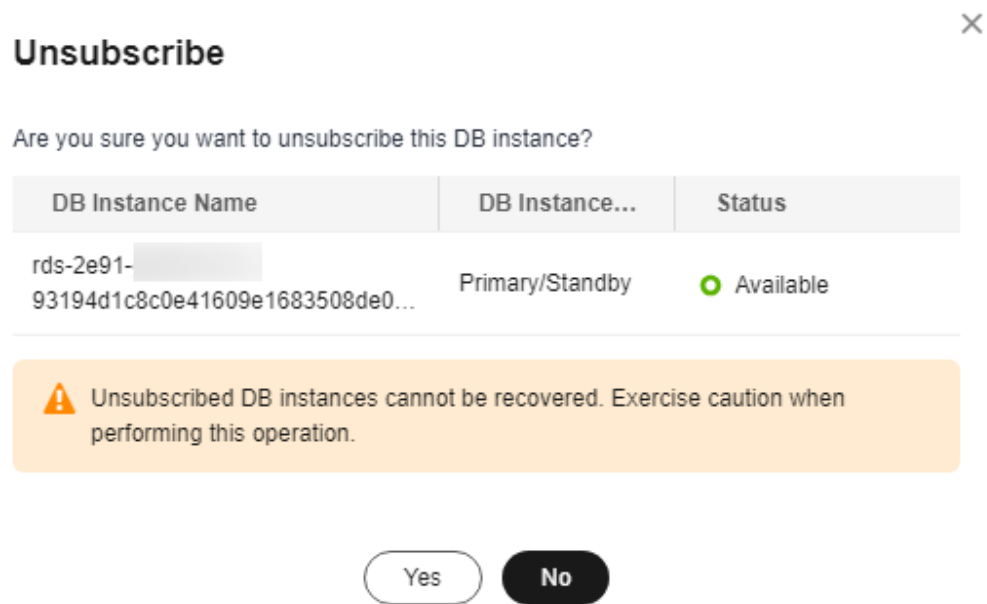 Unsubscribe
Are you sure you want to unsubscribe this DB instance?
DB Instance Name DB Instance... Status
rds-2e91-
93194d1c8c0e41609e1683508de0... Primary/Standby Available
Unsubscribed DB instances cannot be recovered. Exercise caution when
performing this operation.
Yes No